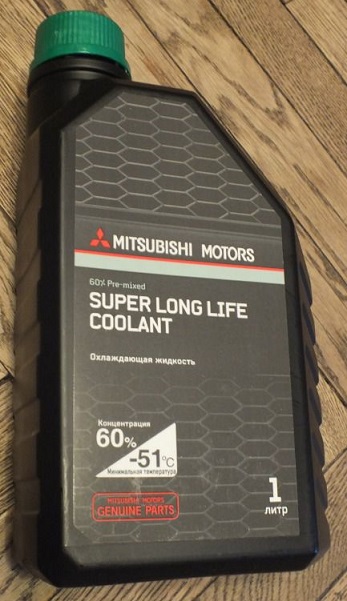 MITSUBISHI MOTORS
60% Pre-mixed
SUPER LONG LIFE
COOLANT
Охлаждающая жидкость
Концентрация
60%
-51°C
Минимальная температура
MITSUBISHI MOTORS
GENUINE PARTS
1
литр